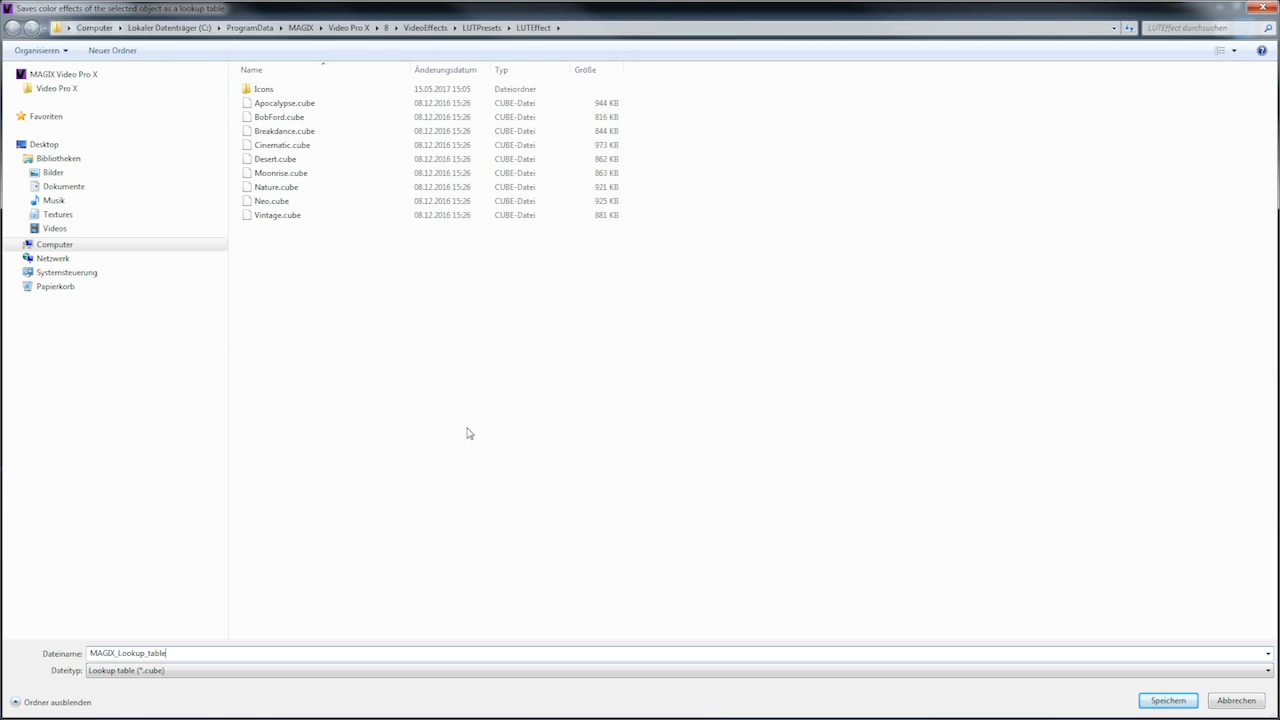 Saves color effects of the selected object as a lookup table
Computer Lokaler Datenträger (C:) ProgramData MAGIX Video Pro X 8 VideoEffects LUTPresets LUTEffect LUTEffect durchsuchen
Organisieren Neuer Ordner
Name Änderungsdatum Typ Größe
MAGIX Video Pro X
Video Pro X
Favoriten
Desktop
Bibliotheken
Bilder
Dokumente
Musik
Textures
Videos
Computer
Netzwerk
Systemsteuerung
Papierkorb
Icons 15.05.2017 15:05 Dateiordner
Apocalypse.cube 08.12.2016 15:26 CUBE-Datei 944 KB
BobFord.cube 08.12.2016 15:26 CUBE-Datei 816 KB
Breakdance.cube 08.12.2016 15:26 CUBE-Datei 844 KB
Cinematic.cube 08.12.2016 15:26 CUBE-Datei 973 KB
Desert.cube 08.12.2016 15:26 CUBE-Datei 862 KB
Moonrise.cube 08.12.2016 15:26 CUBE-Datei 863 KB
Nature.cube 08.12.2016 15:26 CUBE-Datei 921 KB
Neo.cube 08.12.2016 15:26 CUBE-Datei 925 KB
Vintage.cube 08.12.2016 15:26 CUBE-Datei 881 KB
Dateiname: MAGIX_Lookup_table
Dateityp: Lookup table (*.cube)
Ordner ausblenden Speichern Abbrechen